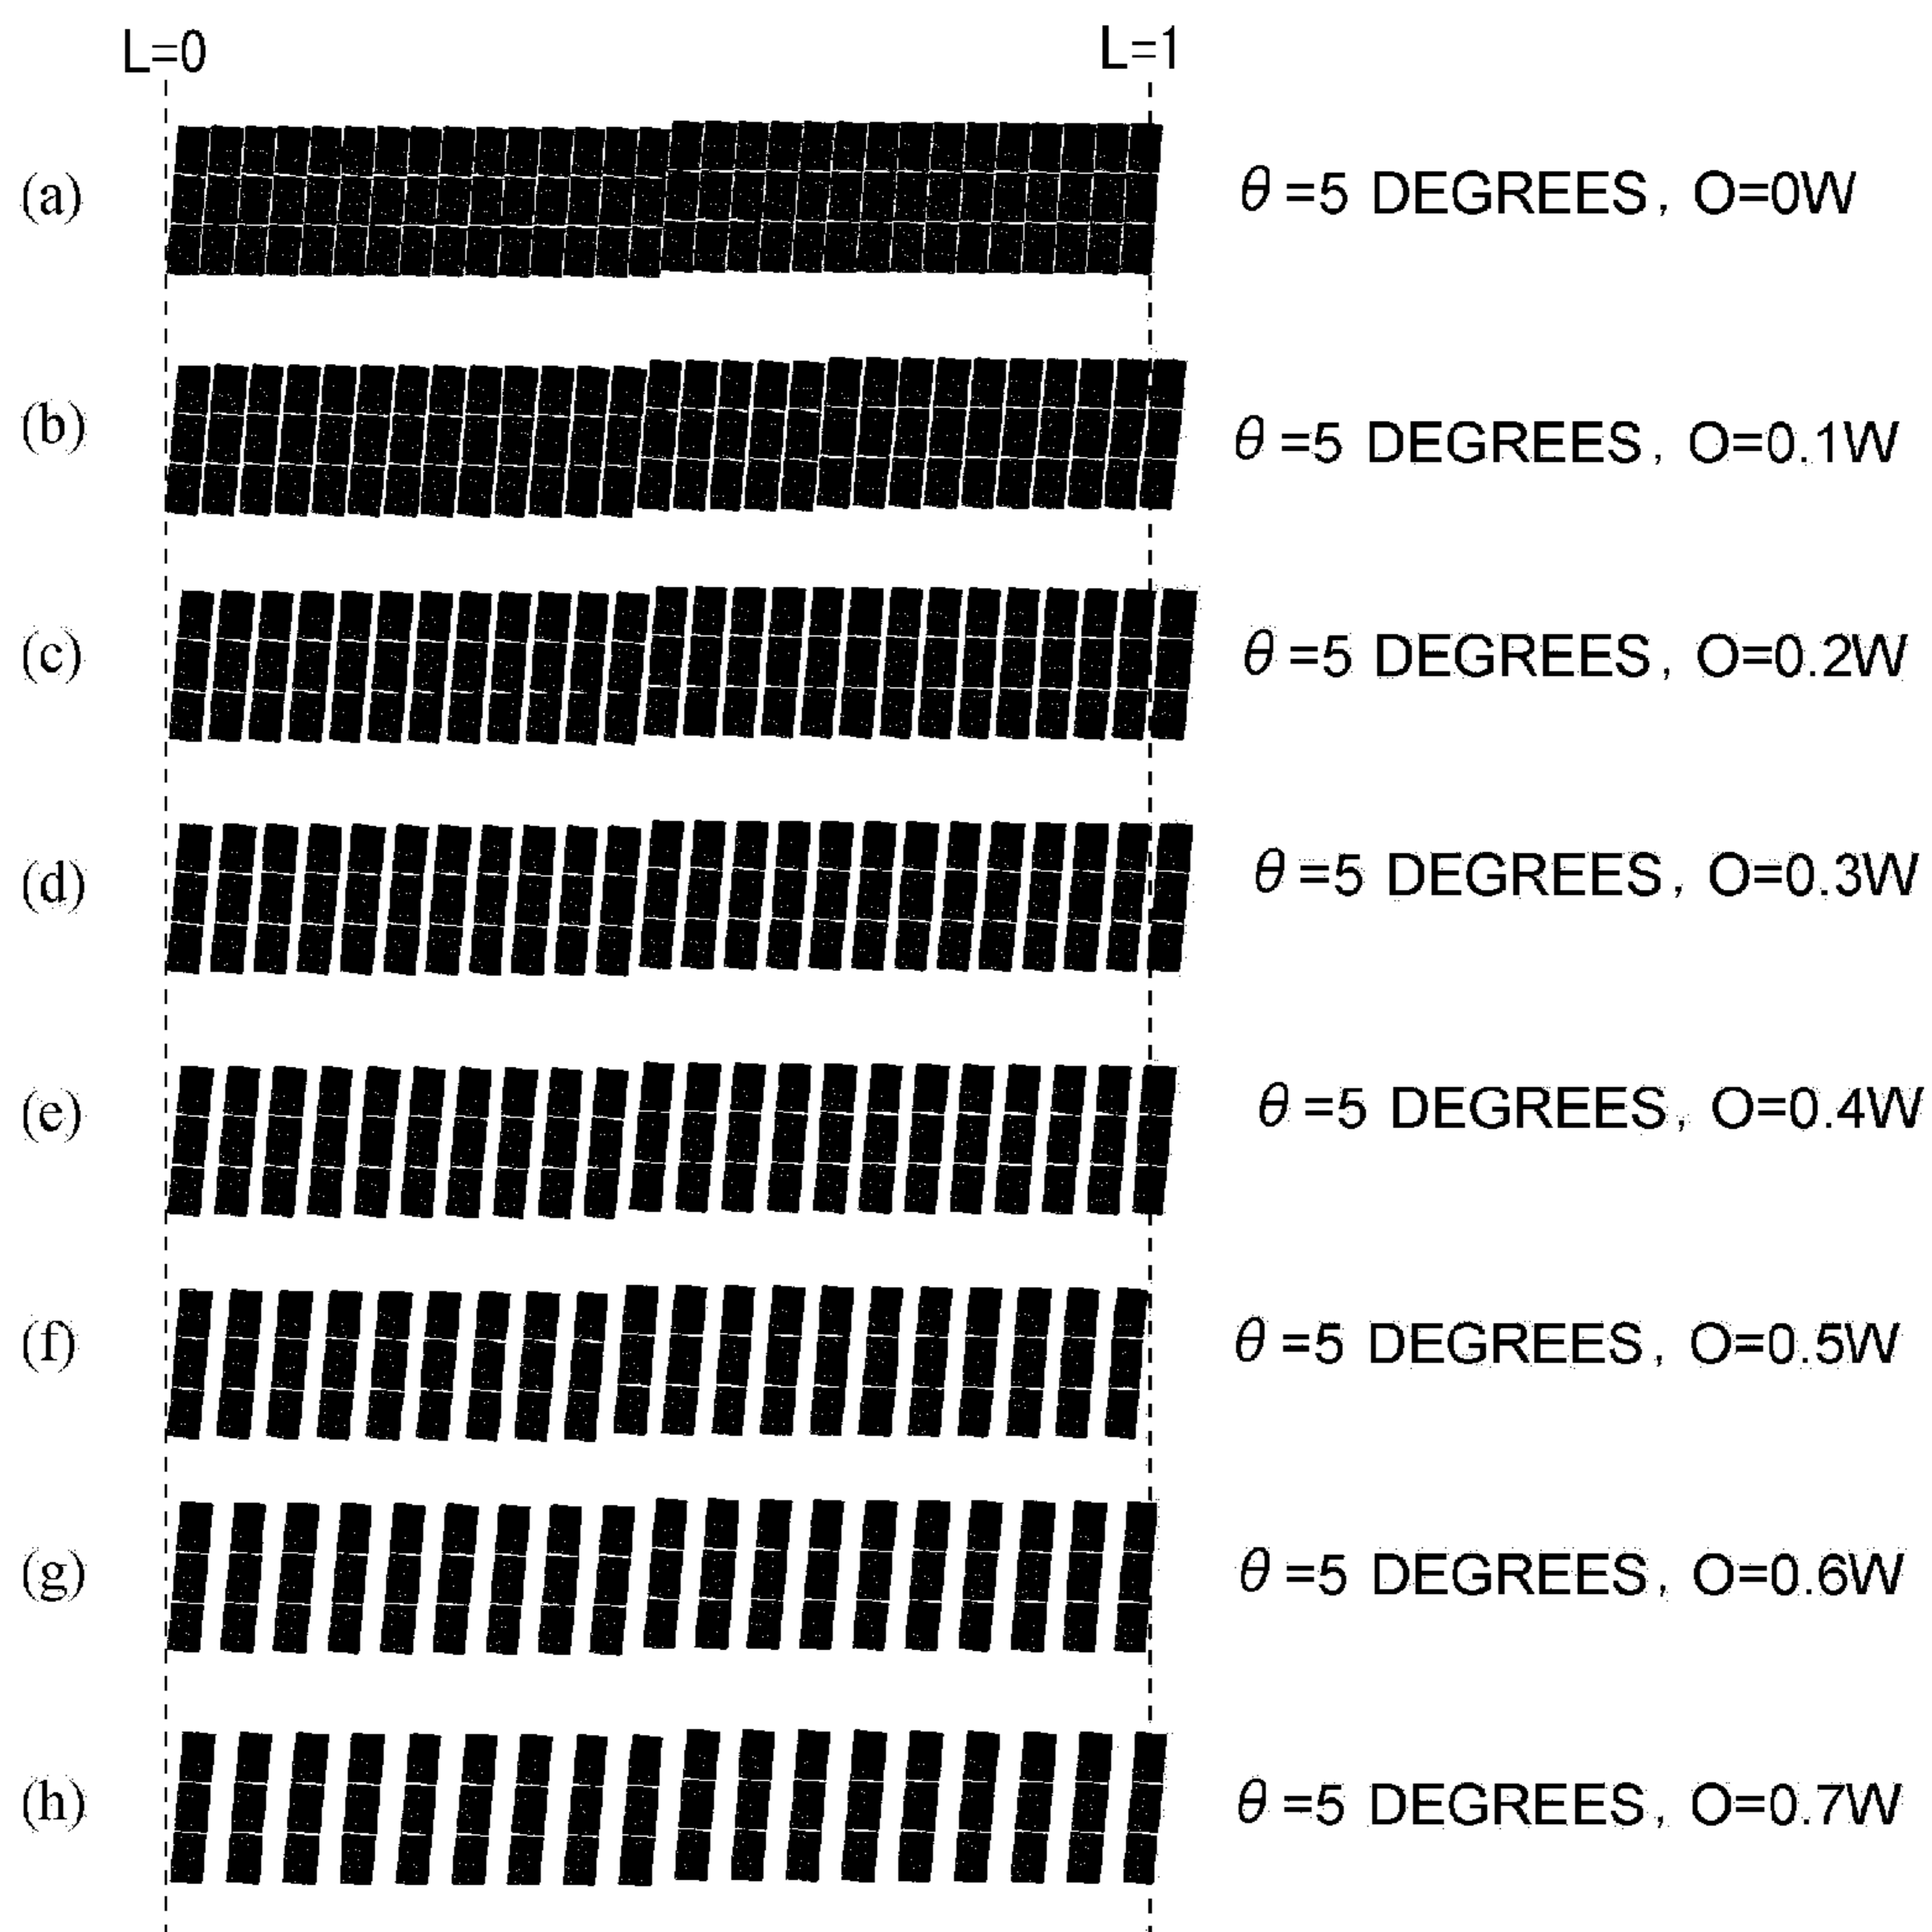 L=0 L=1
(a) θ=5 DEGREES, O=0W
(b) θ=5 DEGREES, O=0.1W
(c) θ=5 DEGREES, O=0.2W
(d) θ=5 DEGREES, O=0.3W
(e) θ=5 DEGREES, O=0.4W
(f) θ=5 DEGREES, O=0.5W
(g) θ=5 DEGREES, O=0.6W
(h) θ=5 DEGREES, O=0.7W